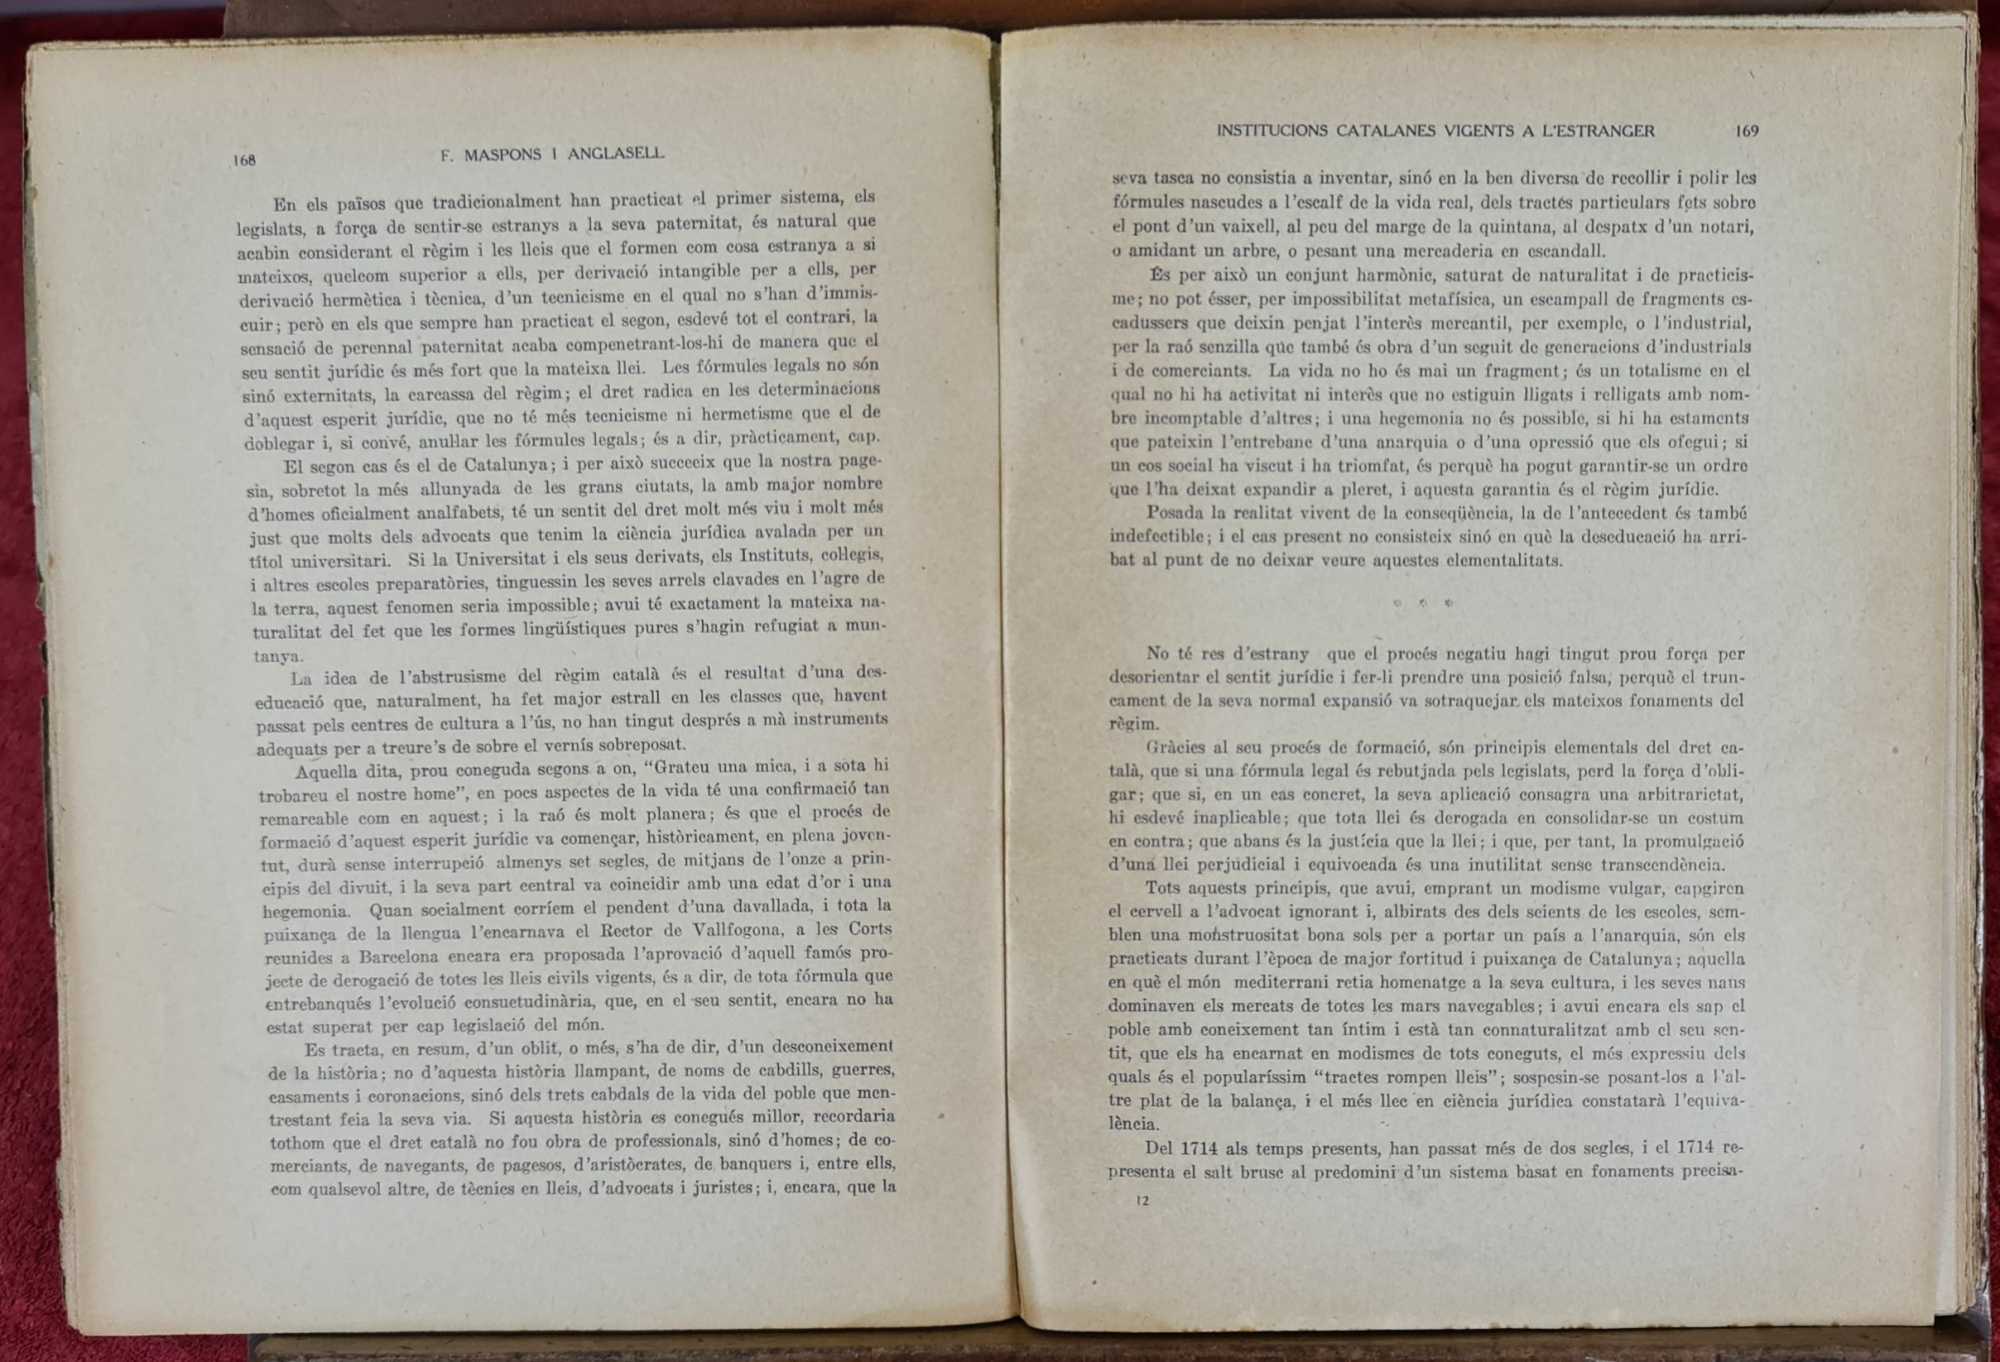 168
F. MASPONS I ANGLASELL
En els països que tradicionalment han practicat el primer sistema, els
legislats, a força de sentir-se estranys a la seva paternitat, és natural que
acabin considerant el règim i les lleis que el formen com cosa estranya a si
mateixos, quelcom superior a ells, per derivació intangible per a ells, per
derivació hermètica i tècnica, d'un tecnicisme en el qual no s'han d'immis-
cuir; però en els que sempre han practicat el segon, esdevé tot el contrari, la
sensació de perennal paternitat acaba compenetrant-los-hi de manera que el
seu sentit jurídic és més fort que la mateixa llei. Les fórmules legals no són
sinó externitats, la carcassa del règim; el dret radica en les determinacions
d'aquest esperit jurídic, que no té més tecnicisme ni hermetisme que el de
doblegar i, si convé, anul·lar les fórmules legals; és a dir, pràcticament, cap.
El segon cas és el de Catalunya; i per això succeeix que la nostra page-
sia, sobretot la més allunyada de les grans ciutats, la amb major nombre
d'homes oficialment analfabets, té un sentit del dret molt més viu i molt més
just que molts dels advocats que tenim la ciència jurídica avalada per un
títol universitari. Si la Universitat i els seus derivats, els Instituts, col·legis,
i altres escoles preparatòries, tinguessin les seves arrels clavades en l'agre de
la terra, aquest fenomen seria impossible; avui té exactament la mateixa na-
turalitat del fet que les formes lingüístiques pures s'hagin refugiat a mun-
tanya.
La idea de l'abstrusisme del règim català és el resultat d'una des-
educació que, naturalment, ha fet major estrall en les classes que, havent
passat pels centres de cultura a l'ús, no han tingut després a mà instruments
adequats per a treure's de sobre el vernís sobreposat.
Aquella dita, prou coneguda segons a on, "Grateu una mica, i a sota hi
trobareu el nostre home", en pocs aspectes de la vida té una confirmació tan
remarcable com en aquest; i la raó és molt planera; és que el procés de
formació d'aquest esperit jurídic va començar, històricament, en plena joven-
tut, durà sense interrupció almenys set segles, de mitjans de l'onze a prin-
cipis del divuit, i la seva part central va coincidir amb una edat d'or i una
hegemonia. Quan socialment corríem el pendent d'una davallada, i tota la
puixança de la llengua l'encarnava el Rector de Vallfogona, a les Corts
reunides a Barcelona encara era proposada l'aprovació d'aquell famós pro-
jecte de derogació de totes les lleis civils vigents, és a dir, de tota fórmula que
entrebanqués l'evolució consuetudinària, que, en el seu sentit, encara no ha
estat superat per cap legislació del món.
Es tracta, en resum, d'un oblit, o més, s'ha de dir, d'un desconeixement
de la història; no d'aquesta història llampant, de noms de cabdills, guerres,
casaments i coronacions, sinó dels trets cabdals de la vida del poble que men-
trestant feia la seva via. Si aquesta història es conegués millor, recordaria
tothom que el dret català no fou obra de professionals, sinó d'homes; de co-
merciants, de navegants, de pagesos, d'aristòcrates, de banquers i, entre ells,
com qualsevol altre, de tècnics en lleis, d'advocats i juristes; i, encara, que la
INSTITUCIONS CATALANES VIGENTS A L'ESTRANGER
169
seva tasca no consistia a inventar, sinó en la ben diversa de recollir i polir les
fórmules nascudes a l'escalf de la vida real, dels tractes particulars fets sobre
el pont d'un vaixell, al peu del marge de la quintana, al despatx d'un notari,
o amidant un arbre, o pesant una mercaderia en escandall.
És per això un conjunt harmònic, saturat de naturalitat i de practicis-
me; no pot ésser, per impossibilitat metafísica, un escampall de fragments es-
cadussers que deixin penjat l'interès mercantil, per exemple, o l'industrial,
per la raó senzilla que també és obra d'un seguit de generacions d'industrials
i de comerciants. La vida no ho és mai un fragment; és un totalisme en el
qual no hi ha activitat ni interès que no estiguin lligats i relligats amb nom-
bre incomptable d'altres; i una hegemonia no és possible, si hi ha estaments
que pateixin l'entrebanc d'una anarquia o d'una opressió que els ofegui; si
un cos social ha viscut i ha triomfat, és perquè ha pogut garantir-se un ordre
que l'ha deixat expandir a pleret, i aquesta garantia és el règim jurídic.
Posada la realitat vivent de la conseqüència, la de l'antecedent és també
indefectible; i el cas present no consisteix sinó en què la deseducació ha arri-
bat al punt de no deixar veure aquestes elementalitats.
* * *
No té res d'estrany que el procés negatiu hagi tingut prou força per
desorientar el sentit jurídic i fer-li prendre una posició falsa, perquè el trun-
cament de la seva normal expansió va sotraquejar els mateixos fonaments del
règim.
Gràcies al seu procés de formació, són principis elementals del dret ca-
talà, que si una fórmula legal és rebutjada pels legislats, perd la força d'obli-
gar; que si, en un cas concret, la seva aplicació consagra una arbitrarietat,
hi esdevé inaplicable; que tota llei és derogada en consolidar-se un costum
en contra; que abans és la justícia que la llei; i que, per tant, la promulgació
d'una llei perjudicial i equivocada és una inutilitat sense transcendència.
Tots aquests principis, que avui, emprant un modisme vulgar, capgiren
el cervell a l'advocat ignorant i, albirats des dels seients de les escoles, sem-
blen una monstruositat bona sols per a portar un país a l'anarquia, són els
practicats durant l'època de major fortitud i puixança de Catalunya; aquella
en què el món mediterrani retia homenatge a la seva cultura, i les seves naus
dominaven els mercats de totes les mars navegables; i avui encara els sap el
poble amb coneixement tan íntim i està tan connaturalitzat amb el seu sen-
tit, que els ha encarnat en modismes de tots coneguts, el més expressiu dels
quals és el popularíssim "tractes rompen lleis"; sospesin-se posant-los a l'al-
tre plat de la balança, i el més llec en ciència jurídica constatarà l'equiva-
lència.
Del 1714 als temps presents, han passat més de dos segles, i el 1714 re-
presenta el salt brusc al predomini d'un sistema basat en fonaments precisa-
12